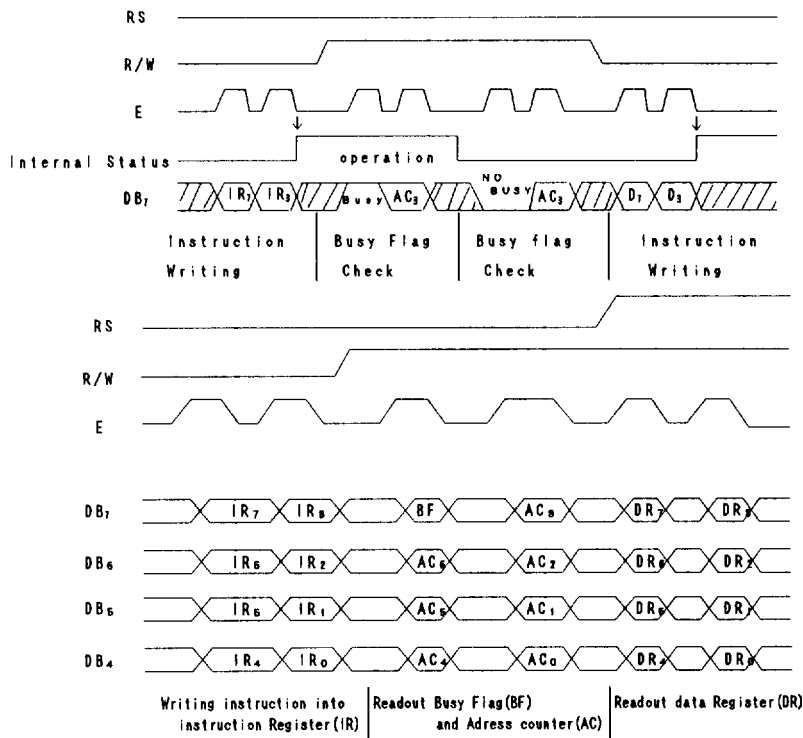 RS
R/W
E
Internal Status operation
DB7 IR7 IR3 Busy AC3 NO BUSY AC3 D7 D3
Instruction Writing Busy Flag Check Busy flag Check Instruction Writing
RS
R/W
E
DB7 IR7 IR3 BF AC3 DR7 DR3
DB6 IR6 IR2 AC6 AC2 DR6 DR2
DB5 IR5 IR1 AC5 AC1 DR5 DR1
DB4 IR4 IR0 AC4 AC0 DR4 DR0
Writing instruction into Readout Busy Flag(BF) Readout data Register(DR)
instruction Register(IR) and Adress counter(AC)